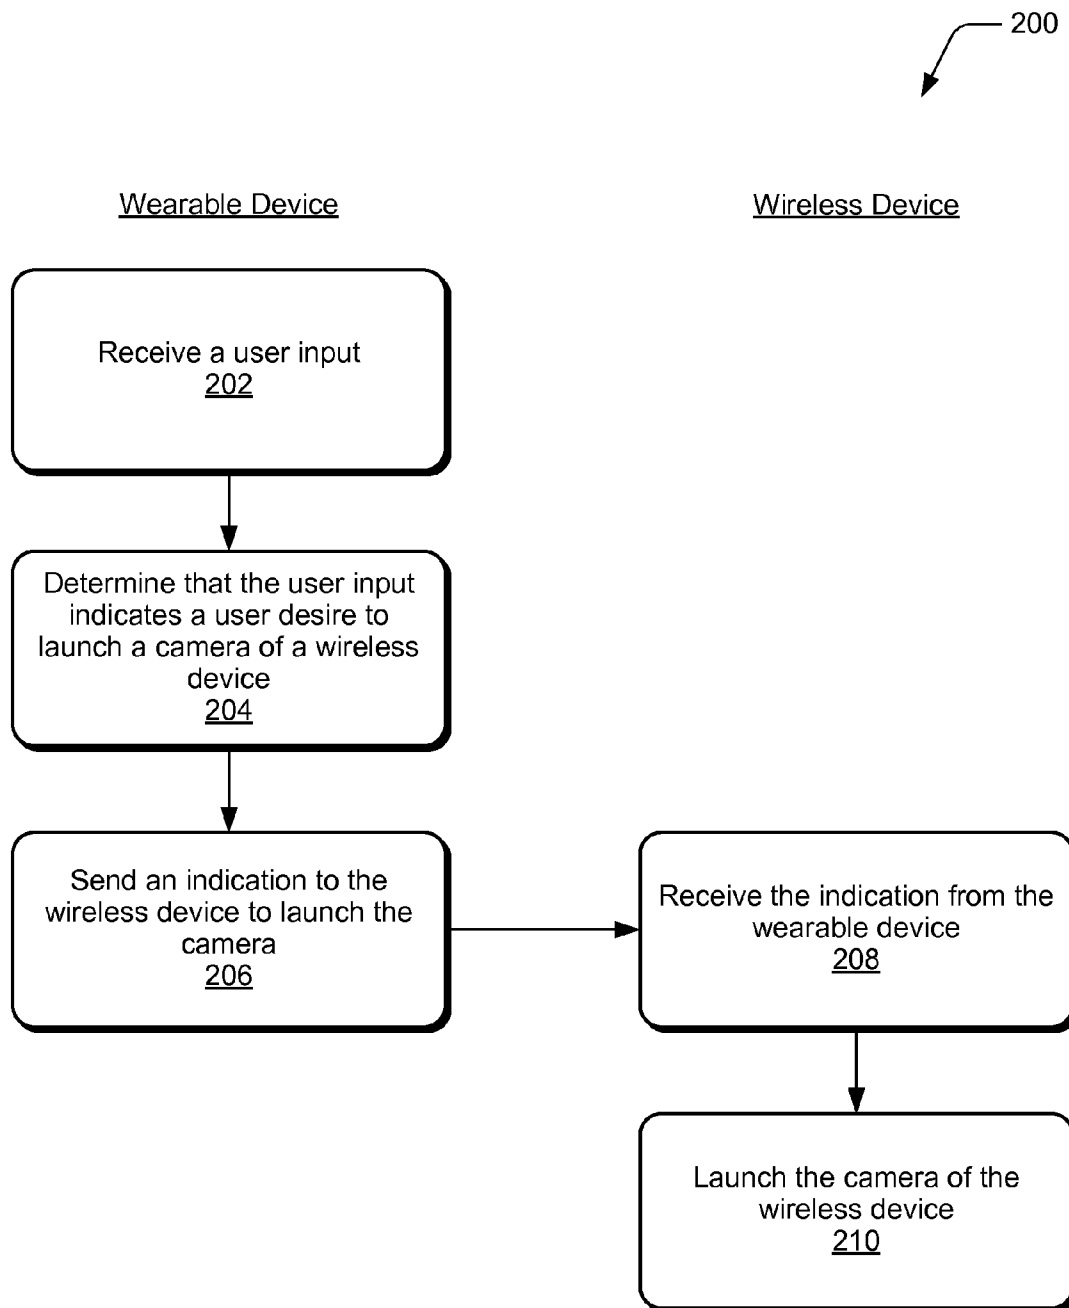 200
Wearable Device
Wireless Device
Receive a user input
202
Determine that the user input
indicates a user desire to
launch a camera of a wireless
device
204
Send an indication to the
wireless device to launch the
camera
206
Receive the indication from the
wearable device
208
Launch the camera of the
wireless device
210